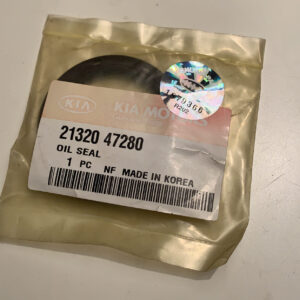 KIA KIA MOTORS
21320 47280
OIL SEAL
1 PC NF MADE IN KOREA